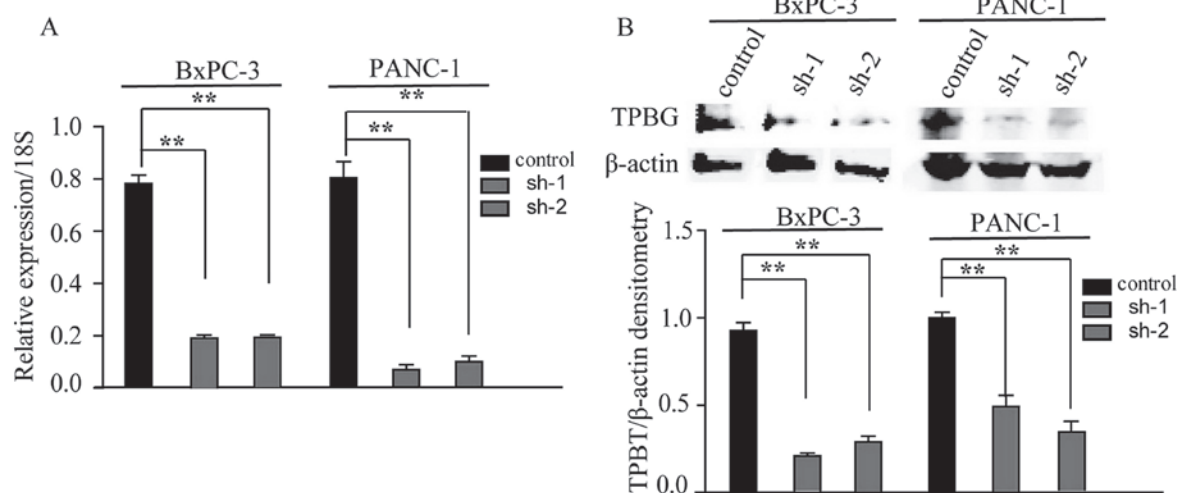 A
BxPC-3
PANC-1
**
**
**
**
Relative expression/18S
1.0
0.8
0.6
0.4
0.2
0.0
control
sh-1
sh-2
B
BxPC-3
PANC-1
control
sh-1
sh-2
control
sh-1
sh-2
TPBG
β-actin
TPBT/β-actin densitometry
1.5
1.0
0.5
0.0
BxPC-3
PANC-1
**
**
**
**
control
sh-1
sh-2